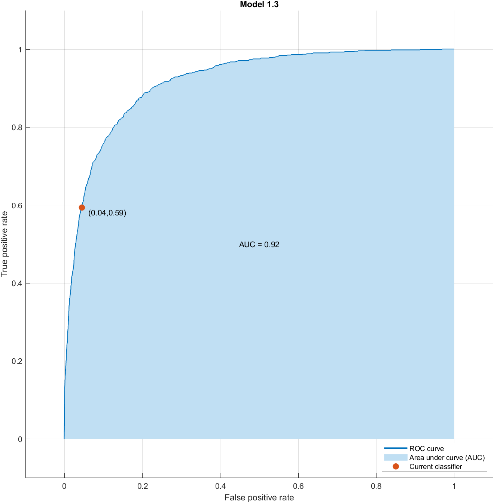 Model 1.3
1
0.8
0.6
0.4
0.2
0
True positive rate
(0.04,0.59)
AUC = 0.92
ROC curve
Area under curve (AUC)
Current classifier
0 0.2 0.4 0.6 0.8 1
False positive rate